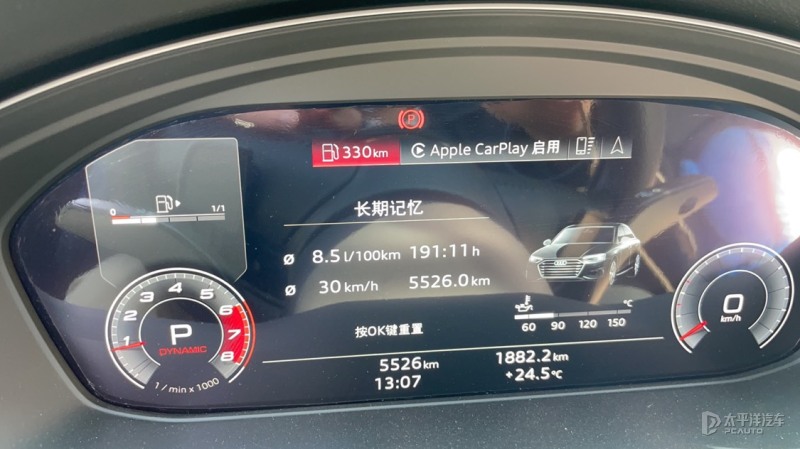 P
330km Apple CarPlay 启用
0 1/1
长期记忆
ø 8.5 l/100km 191:11 h
ø 30 km/h 5526.0 km
°C
60 90 120 150
按OK键重置
1 2 3 4 5 6 7 8
P
DYNAMIC
1 / min x 1000
0
km/h
5526 km 1882.2 km
13:07 +24.5 °C
太平洋汽车
PCAUTO